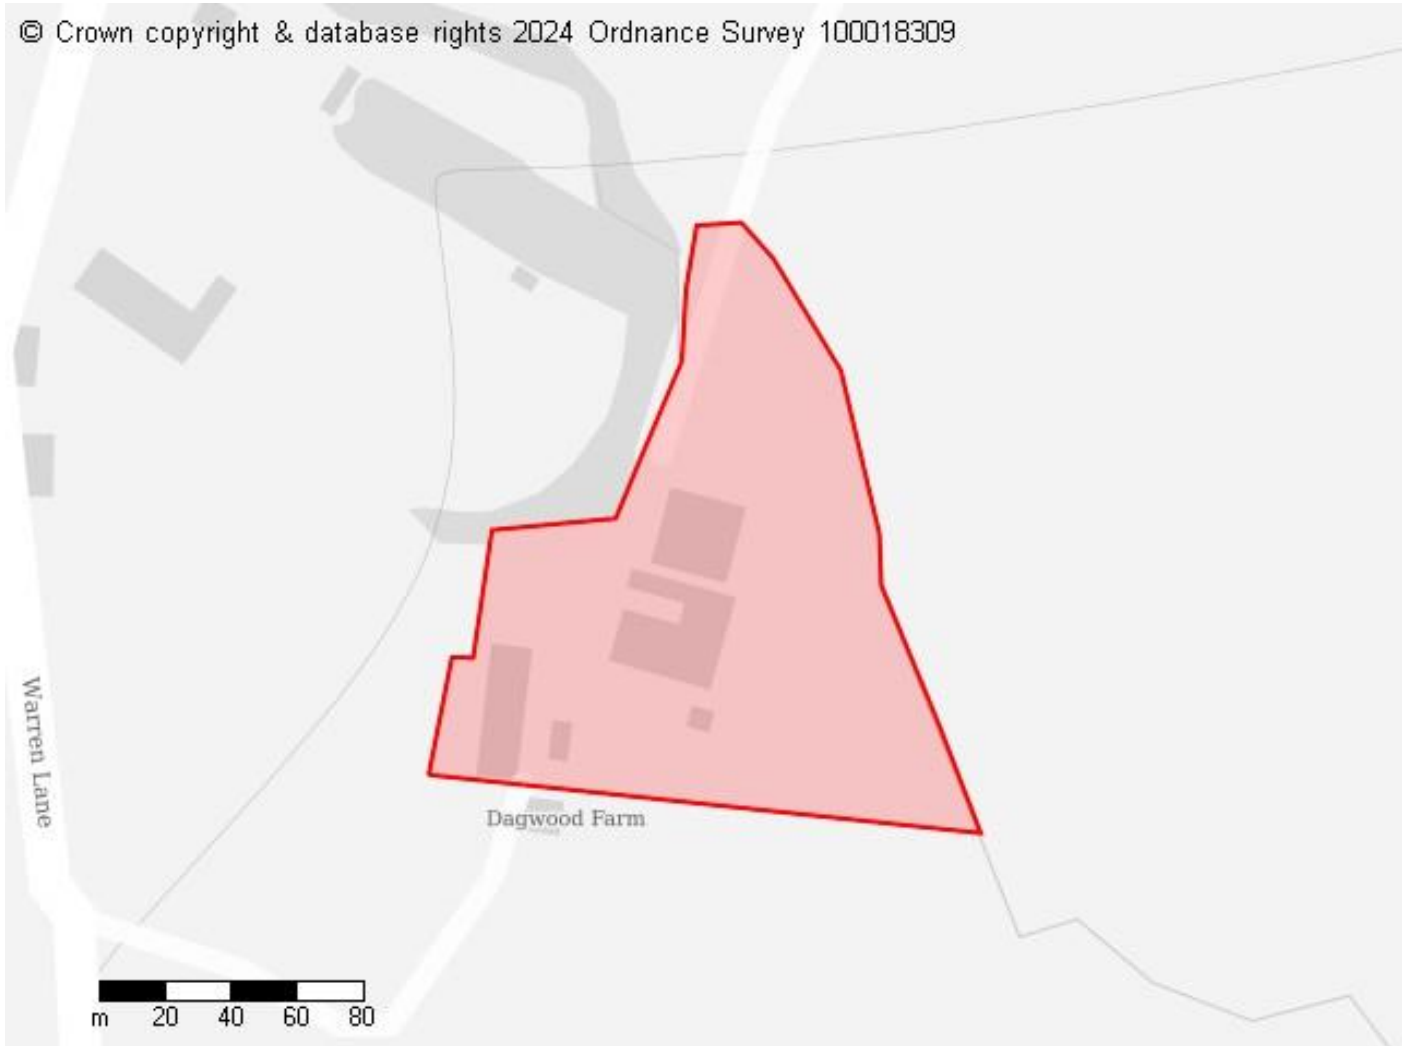 © Crown copyright & database rights 2024 Ordnance Survey 100018309
Warren Lane
Dagwood Farm
m 20 40 60 80